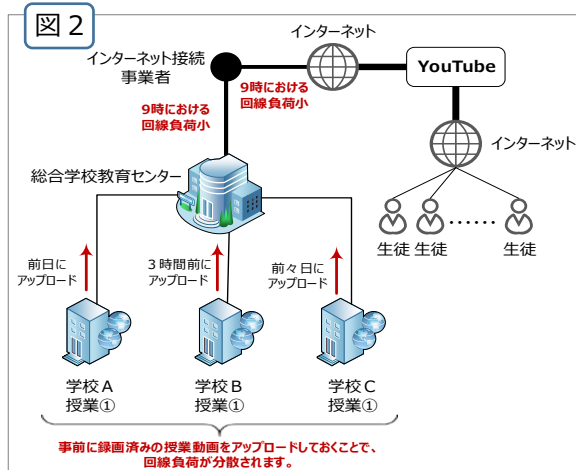 図２
インターネット
インターネット接続
事業者
YouTube
9時における
回線負荷小
9時における
回線負荷小
インターネット
総合学校教育センター
生徒 生徒 …… 生徒
前日に
アップロード
３時間前に
アップロード
前々日に
アップロード
学校Ａ
授業①
学校Ｂ
授業①
学校Ｃ
授業①
事前に録画済みの授業動画をアップロードしておくことで、
回線負荷が分散されます。